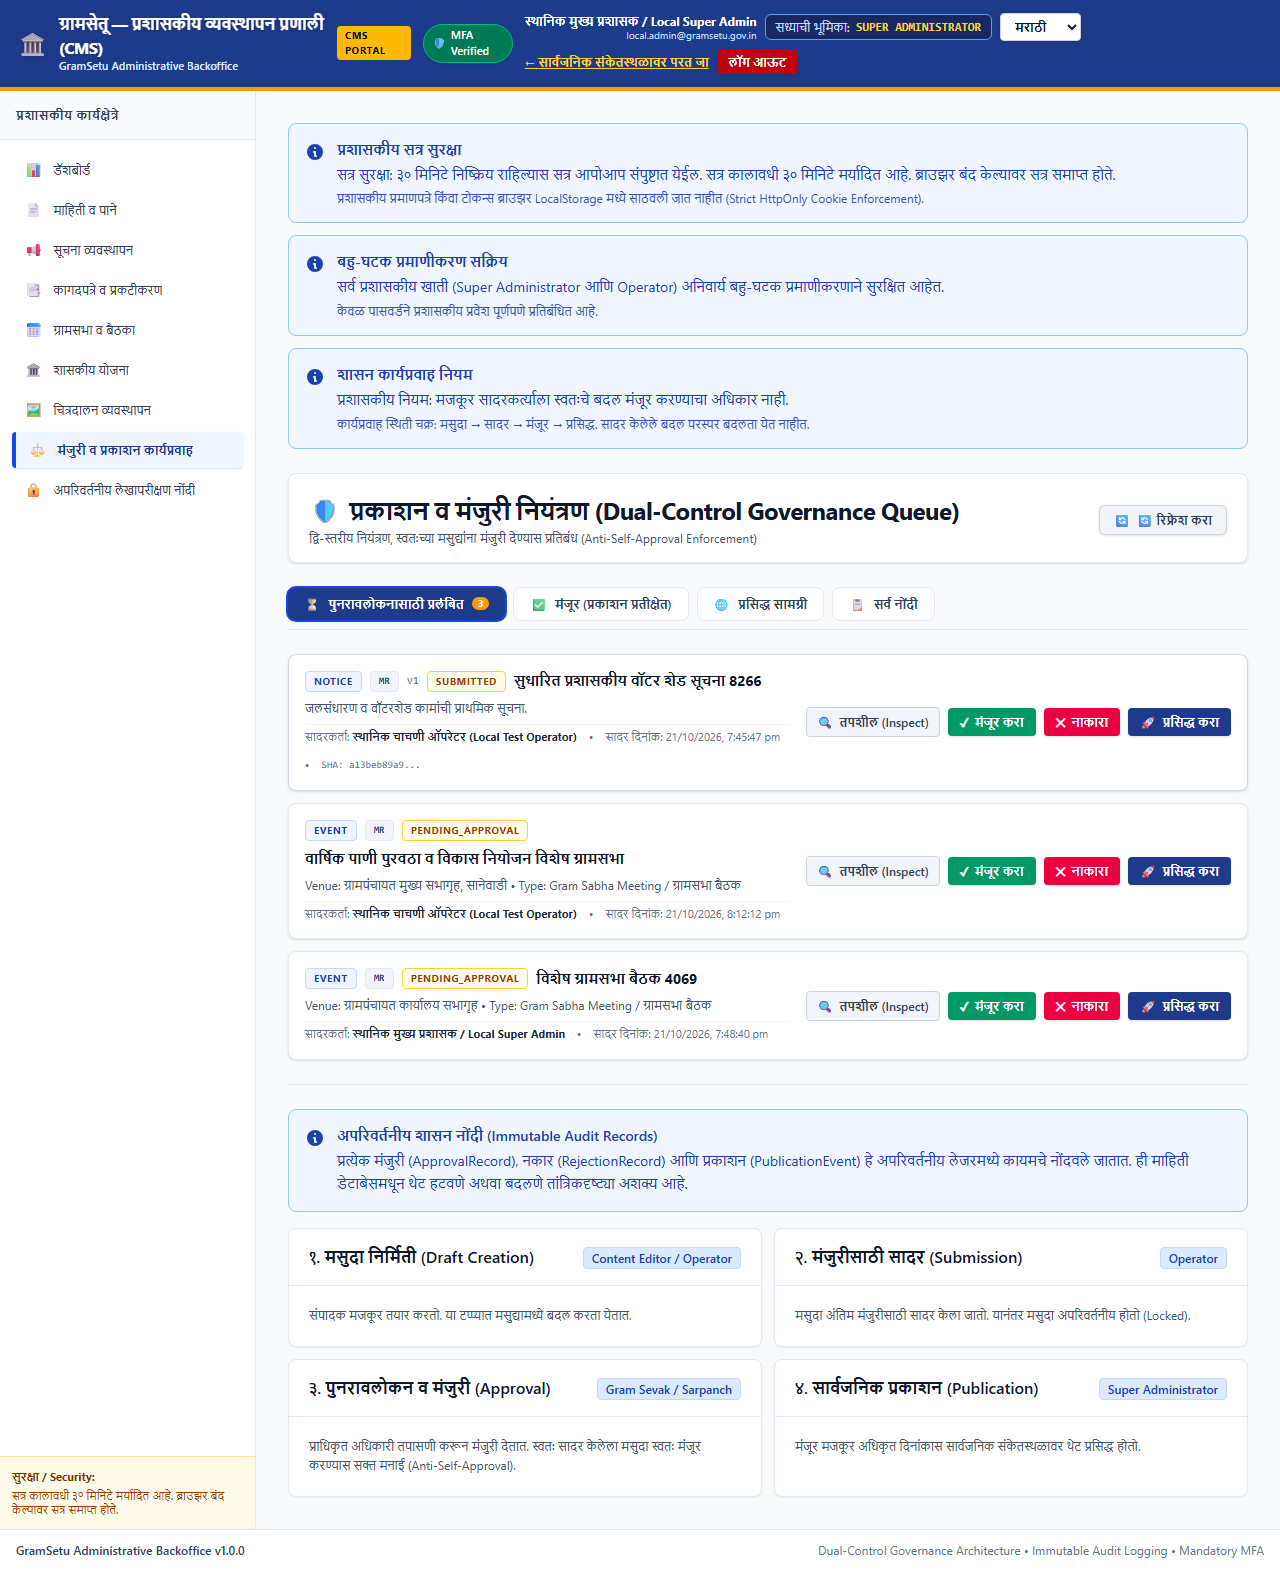 ग्रामसेतू — प्रशासकीय व्यवस्थापन प्रणाली (CMS)
GramSetu Administrative Backoffice
CMS PORTAL
MFA Verified
स्थानिक मुख्य प्रशासक / Local Super Admin
local.admin@gramsetu.gov.in
सध्याची भूमिका: SUPER ADMINISTRATOR
मराठी
← सार्वजनिक संकेतस्थळावर परत जा
लॉग आऊट
प्रशासकीय कार्यक्षेत्रे
डॅशबोर्ड
माहिती व पाने
सूचना व्यवस्थापन
कागदपत्रे व प्रकटीकरण
ग्रामसभा व बैठका
शासकीय योजना
चित्रदालन व्यवस्थापन
मंजुरी व प्रकाशन कार्यप्रवाह
अपरिवर्तनीय लेखापरीक्षण नोंदी
प्रशासकीय सत्र सुरक्षा
सत्र सुरक्षा: ३० मिनिटे निष्क्रिय राहिल्यास सत्र आपोआप संपुष्टात येईल. सत्र कालावधी ३० मिनिटे मर्यादित आहे. ब्राउझर बंद केल्यावर सत्र समाप्त होते.
प्रशासकीय प्रमाणपत्रे किंवा टोकन्स ब्राउझर LocalStorage मध्ये साठवली जात नाहीत (Strict HttpOnly Cookie Enforcement).
बहु-घटक प्रमाणीकरण सक्रिय
सर्व प्रशासकीय खाती (Super Administrator आणि Operator) अनिवार्य बहु-घटक प्रमाणीकरणाने सुरक्षित आहेत.
केवळ पासवर्डने प्रशासकीय प्रवेश पूर्णपणे प्रतिबंधित आहे.
शासन कार्यप्रवाह नियम
प्रशासकीय नियम: मजकूर सादरकर्त्याला स्वतःचे बदल मंजूर करण्याचा अधिकार नाही.
कार्यप्रवाह स्थिती चक्र: मसुदा → सादर → मंजूर → प्रसिद्ध. सादर केलेले बदल परस्पर बदलता येत नाहीत.
प्रकाशन व मंजुरी नियंत्रण (Dual-Control Governance Queue)
द्वि-स्तरीय नियंत्रण, स्वतःच्या मसुद्यांना मंजुरी देण्यास प्रतिबंध (Anti-Self-Approval Enforcement)
रिफ्रेश करा
पुनरावलोकनासाठी प्रलंबित 3
मंजूर (प्रकाशन प्रतीक्षेत)
प्रसिद्ध सामग्री
सर्व नोंदी
NOTICE MR v1 SUBMITTED सुधारित प्रशासकीय वॉटर शेड सूचना 8266
जलसंधारण व वॉटरशेड कामांची प्राथमिक सूचना.
सादरकर्ता: स्थानिक चाचणी ऑपरेटर (Local Test Operator) • सादर दिनांक: 21/10/2026, 7:45:47 pm
• SHA: a13beb89a9...
तपशील (Inspect) ✓ मंजूर करा ✕ नाकारा प्रसिद्ध करा
EVENT MR PENDING_APPROVAL
वार्षिक पाणी पुरवठा व विकास नियोजन विशेष ग्रामसभा
Venue: ग्रामपंचायत मुख्य सभागृह, सानेवाडी • Type: Gram Sabha Meeting / ग्रामसभा बैठक
सादरकर्ता: स्थानिक चाचणी ऑपरेटर (Local Test Operator) • सादर दिनांक: 21/10/2026, 8:12:12 pm
तपशील (Inspect) ✓ मंजूर करा ✕ नाकारा प्रसिद्ध करा
EVENT MR PENDING_APPROVAL विशेष ग्रामसभा बैठक 4069
Venue: ग्रामपंचायत कार्यालय सभागृह • Type: Gram Sabha Meeting / ग्रामसभा बैठक
सादरकर्ता: स्थानिक मुख्य प्रशासक / Local Super Admin • सादर दिनांक: 21/10/2026, 7:48:40 pm
तपशील (Inspect) ✓ मंजूर करा ✕ नाकारा प्रसिद्ध करा
अपरिवर्तनीय शासन नोंदी (Immutable Audit Records)
प्रत्येक मंजुरी (ApprovalRecord), नकार (RejectionRecord) आणि प्रकाशन (PublicationEvent) हे अपरिवर्तनीय लेजरमध्ये कायमचे नोंदवले जातात. ही माहिती
डेटाबेसमधून थेट हटवणे अथवा बदलणे तांत्रिकदृष्ट्या अशक्य आहे.
१. मसुदा निर्मिती (Draft Creation)
Content Editor / Operator
संपादक मजकूर तयार करतो. या टप्प्यात मसुद्यामध्ये बदल करता येतात.
२. मंजुरीसाठी सादर (Submission)
Operator
मसुदा अंतिम मंजुरीसाठी सादर केला जातो. यानंतर मसुदा अपरिवर्तनीय होतो (Locked).
३. पुनरावलोकन व मंजुरी (Approval)
Gram Sevak / Sarpanch
प्राधिकृत अधिकारी तपासणी करून मंजुरी देतात. स्वतः सादर केलेला मसुदा स्वतः मंजूर
करण्यास सक्त मनाई (Anti-Self-Approval).
४. सार्वजनिक प्रकाशन (Publication)
Super Administrator
मंजूर मजकूर अधिकृत दिनांकास सार्वजनिक संकेतस्थळावर थेट प्रसिद्ध होतो.
सुरक्षा / Security:
सत्र कालावधी ३० मिनिटे मर्यादित आहे. ब्राउझर बंद
केल्यावर सत्र समाप्त होते.
GramSetu Administrative Backoffice v1.0.0
Dual-Control Governance Architecture • Immutable Audit Logging • Mandatory MFA